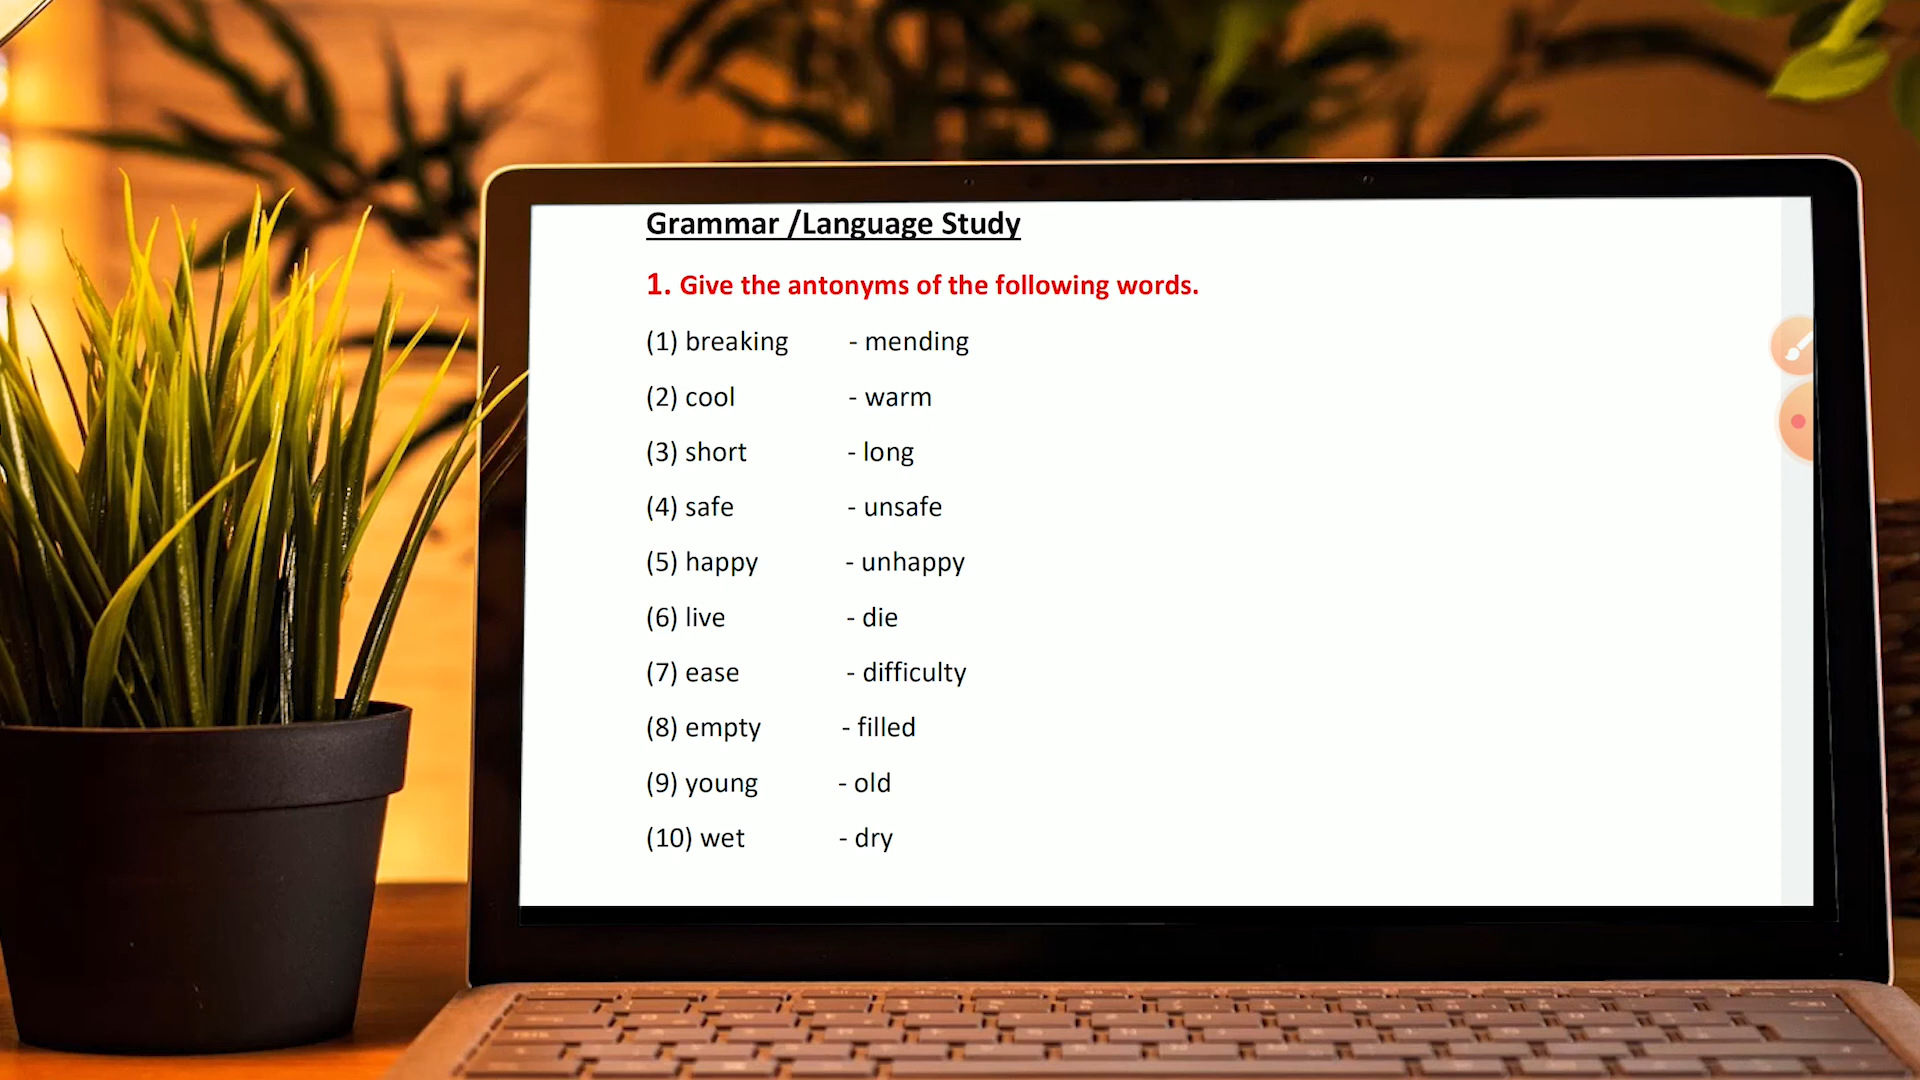 Grammar /Language Study
1. Give the antonyms of the following words.
(1) breaking - mending
(2) cool - warm
(3) short - long
(4) safe - unsafe
(5) happy - unhappy
(6) live - die
(7) ease - difficulty
(8) empty - filled
(9) young - old
(10) wet - dry